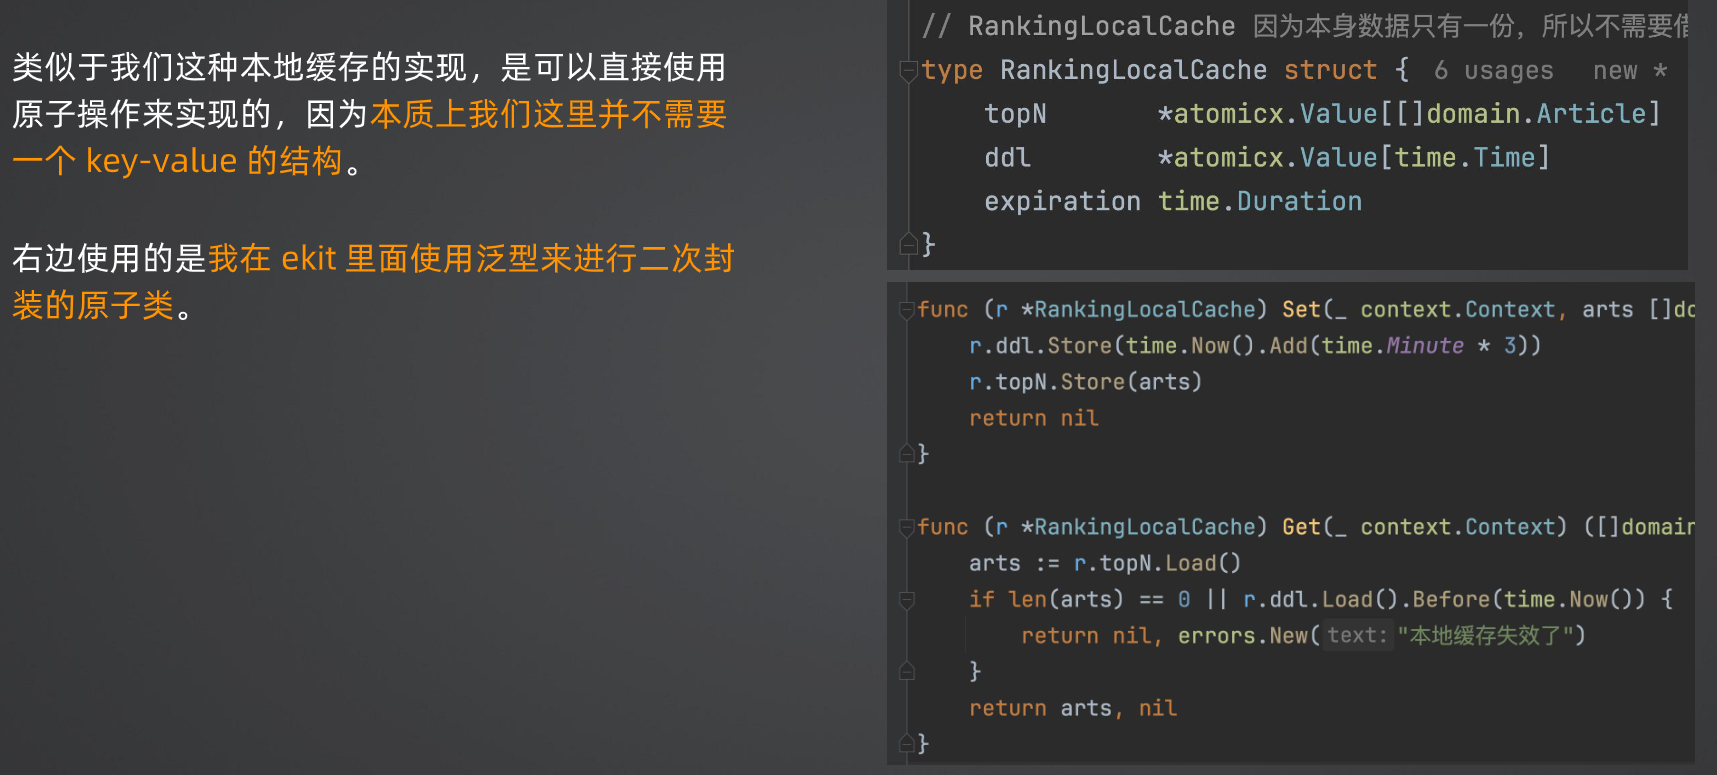 类似于我们这种本地缓存的实现，是可以直接使用
原子操作来实现的，因为本质上我们这里并不需要
一个 key-value 的结构。
右边使用的是我在 ekit 里面使用泛型来进行二次封
装的原子类。
// RankingLocalCache 因为本身数据只有一份，所以不需要借
type RankingLocalCache struct { 6 usages new *
topN *atomicx.Value[[]domain.Article]
ddl *atomicx.Value[time.Time]
expiration time.Duration
}
func (r *RankingLocalCache) Set(_ context.Context, arts []do
r.ddl.Store(time.Now().Add(time.Minute * 3))
r.topN.Store(arts)
return nil
}
func (r *RankingLocalCache) Get(_ context.Context) ([]domain
arts := r.topN.Load()
if len(arts) == 0 || r.ddl.Load().Before(time.Now()) {
return nil, errors.New( text: "本地缓存失效了")
}
return arts, nil
}